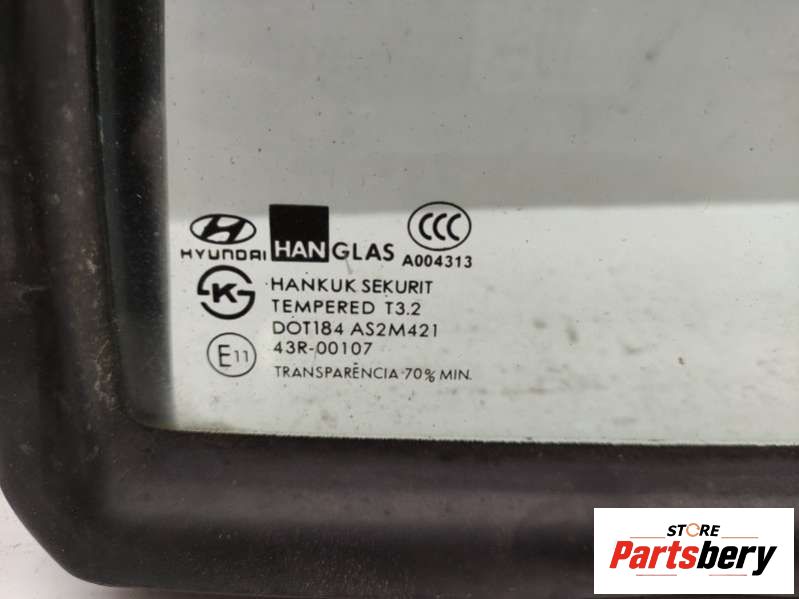 CCC
HYUNDAI HANGLAS A004313
K HANKUK SEKURIT
TEMPERED T3.2
DOT184 AS2M421
E11 43R-00107
TRANSPARÊNCIA 70% MIN.
STORE
Partsbery